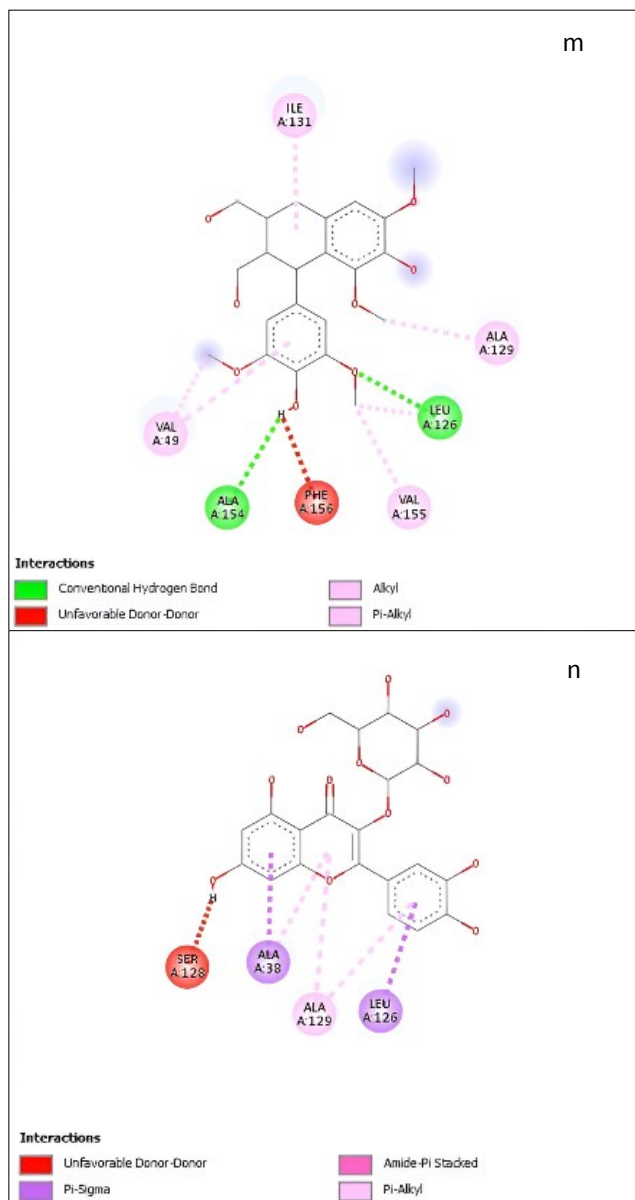 m
ILE
A:131
O
O
O
O
O
ALA
A:129
O
O
LEU
A:126
VAL
A:49
O
H
ALA
A:154
PHE
A:156
VAL
A:155
Interactions
Conventional Hydrogen Bond
Alkyl
Unfavorable Donor-Donor
Pi-Alkyl
n
O
O
O
O
O
O
O
O
O
O
O
H
O
O
SER
A:128
ALA
A:38
ALA
A:129
LEU
A:126
Interactions
Unfavorable Donor-Donor
Amide-Pi Stacked
Pi-Sigma
Pi-Alkyl